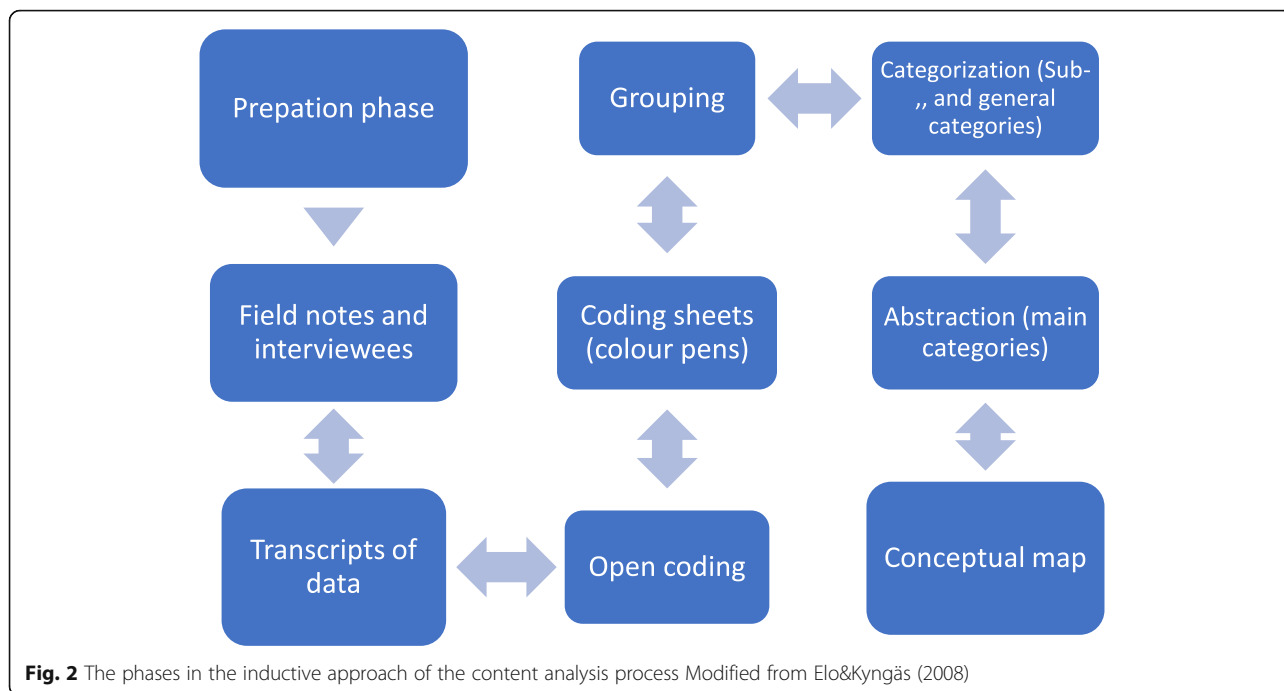 Prepation phase
Field notes and
interviewees
Transcripts of
data
Open coding
Coding sheets
(colour pens)
Grouping
Categorization (Sub-
,, and general
categories)
Abstraction (main
categories)
Conceptual map
Fig. 2 The phases in the inductive approach of the content analysis process Modified from Elo&Kyngäs (2008)